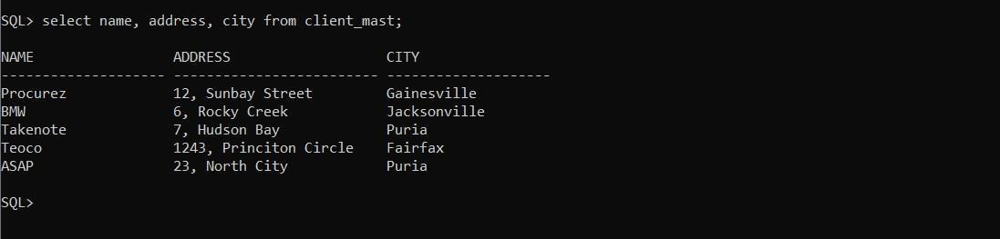 SQL> select name, address, city from client_mast;
NAME                 ADDRESS                   CITY
-------------------- ------------------------- --------------------
Procurez             12, Sunbay Street         Gainesville
BMW                  6, Rocky Creek            Jacksonville
Takenote             7, Hudson Bay             Puria
Teoco                1243, Princiton Circle    Fairfax
ASAP                 23, North City            Puria
SQL>